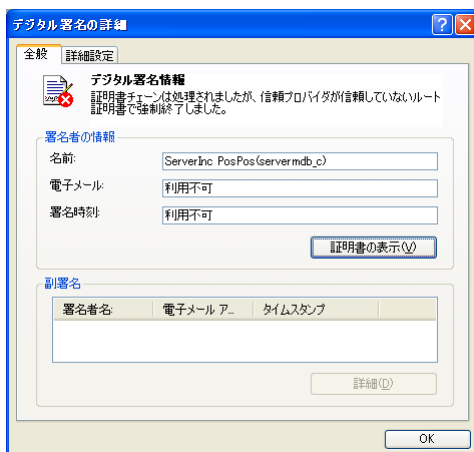 デジタル署名の詳細
全般
詳細設定
デジタル署名情報
証明書チェーンは処理されましたが、信頼プロバイダが信頼していないルート
証明書で強制終了しました。
署名者の情報
名前:
ServerInc PosPos(servermdb_c)
電子メール:
利用不可
署名時刻:
利用不可
証明書の表示(V)
副署名
署名者名:
電子メール ア...
タイムスタンプ
詳細(D)
OK